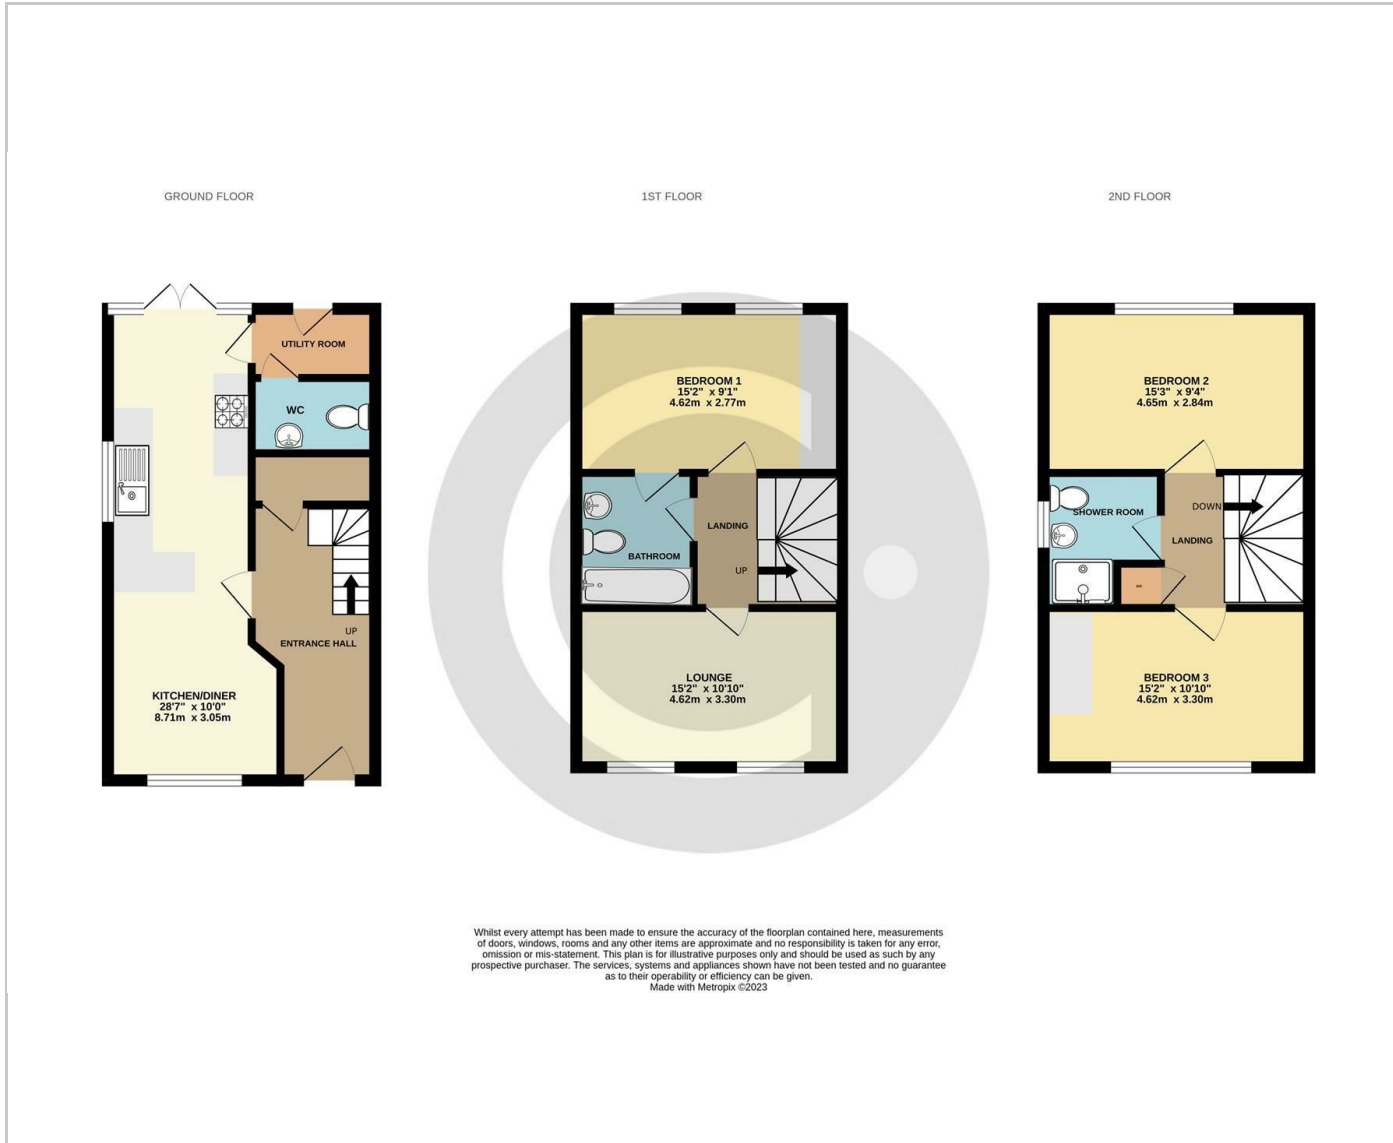 GROUND FLOOR
1ST FLOOR
2ND FLOOR
UTILITY ROOM
WC
UP
ENTRANCE HALL
KITCHEN/DINER
28'7" x 10'0"
8.71m x 3.05m
BEDROOM 1
15'2" x 9'1"
4.62m x 2.77m
LANDING
BATHROOM
UP
LOUNGE
15'2" x 10'10"
4.62m x 3.30m
BEDROOM 2
15'3" x 9'4"
4.65m x 2.84m
DOWN
SHOWER ROOM
LANDING
BEDROOM 3
15'2" x 10'10"
4.62m x 3.30m
Whilst every attempt has been made to ensure the accuracy of the floorplan contained here, measurements
of doors, windows, rooms and any other items are approximate and no responsibility is taken for any error,
omission or mis-statement. This plan is for illustrative purposes only and should be used as such by any
prospective purchaser. The services, systems and appliances shown have not been tested and no guarantee
as to their operability or efficiency can be given.
Made with Metropix ©2023